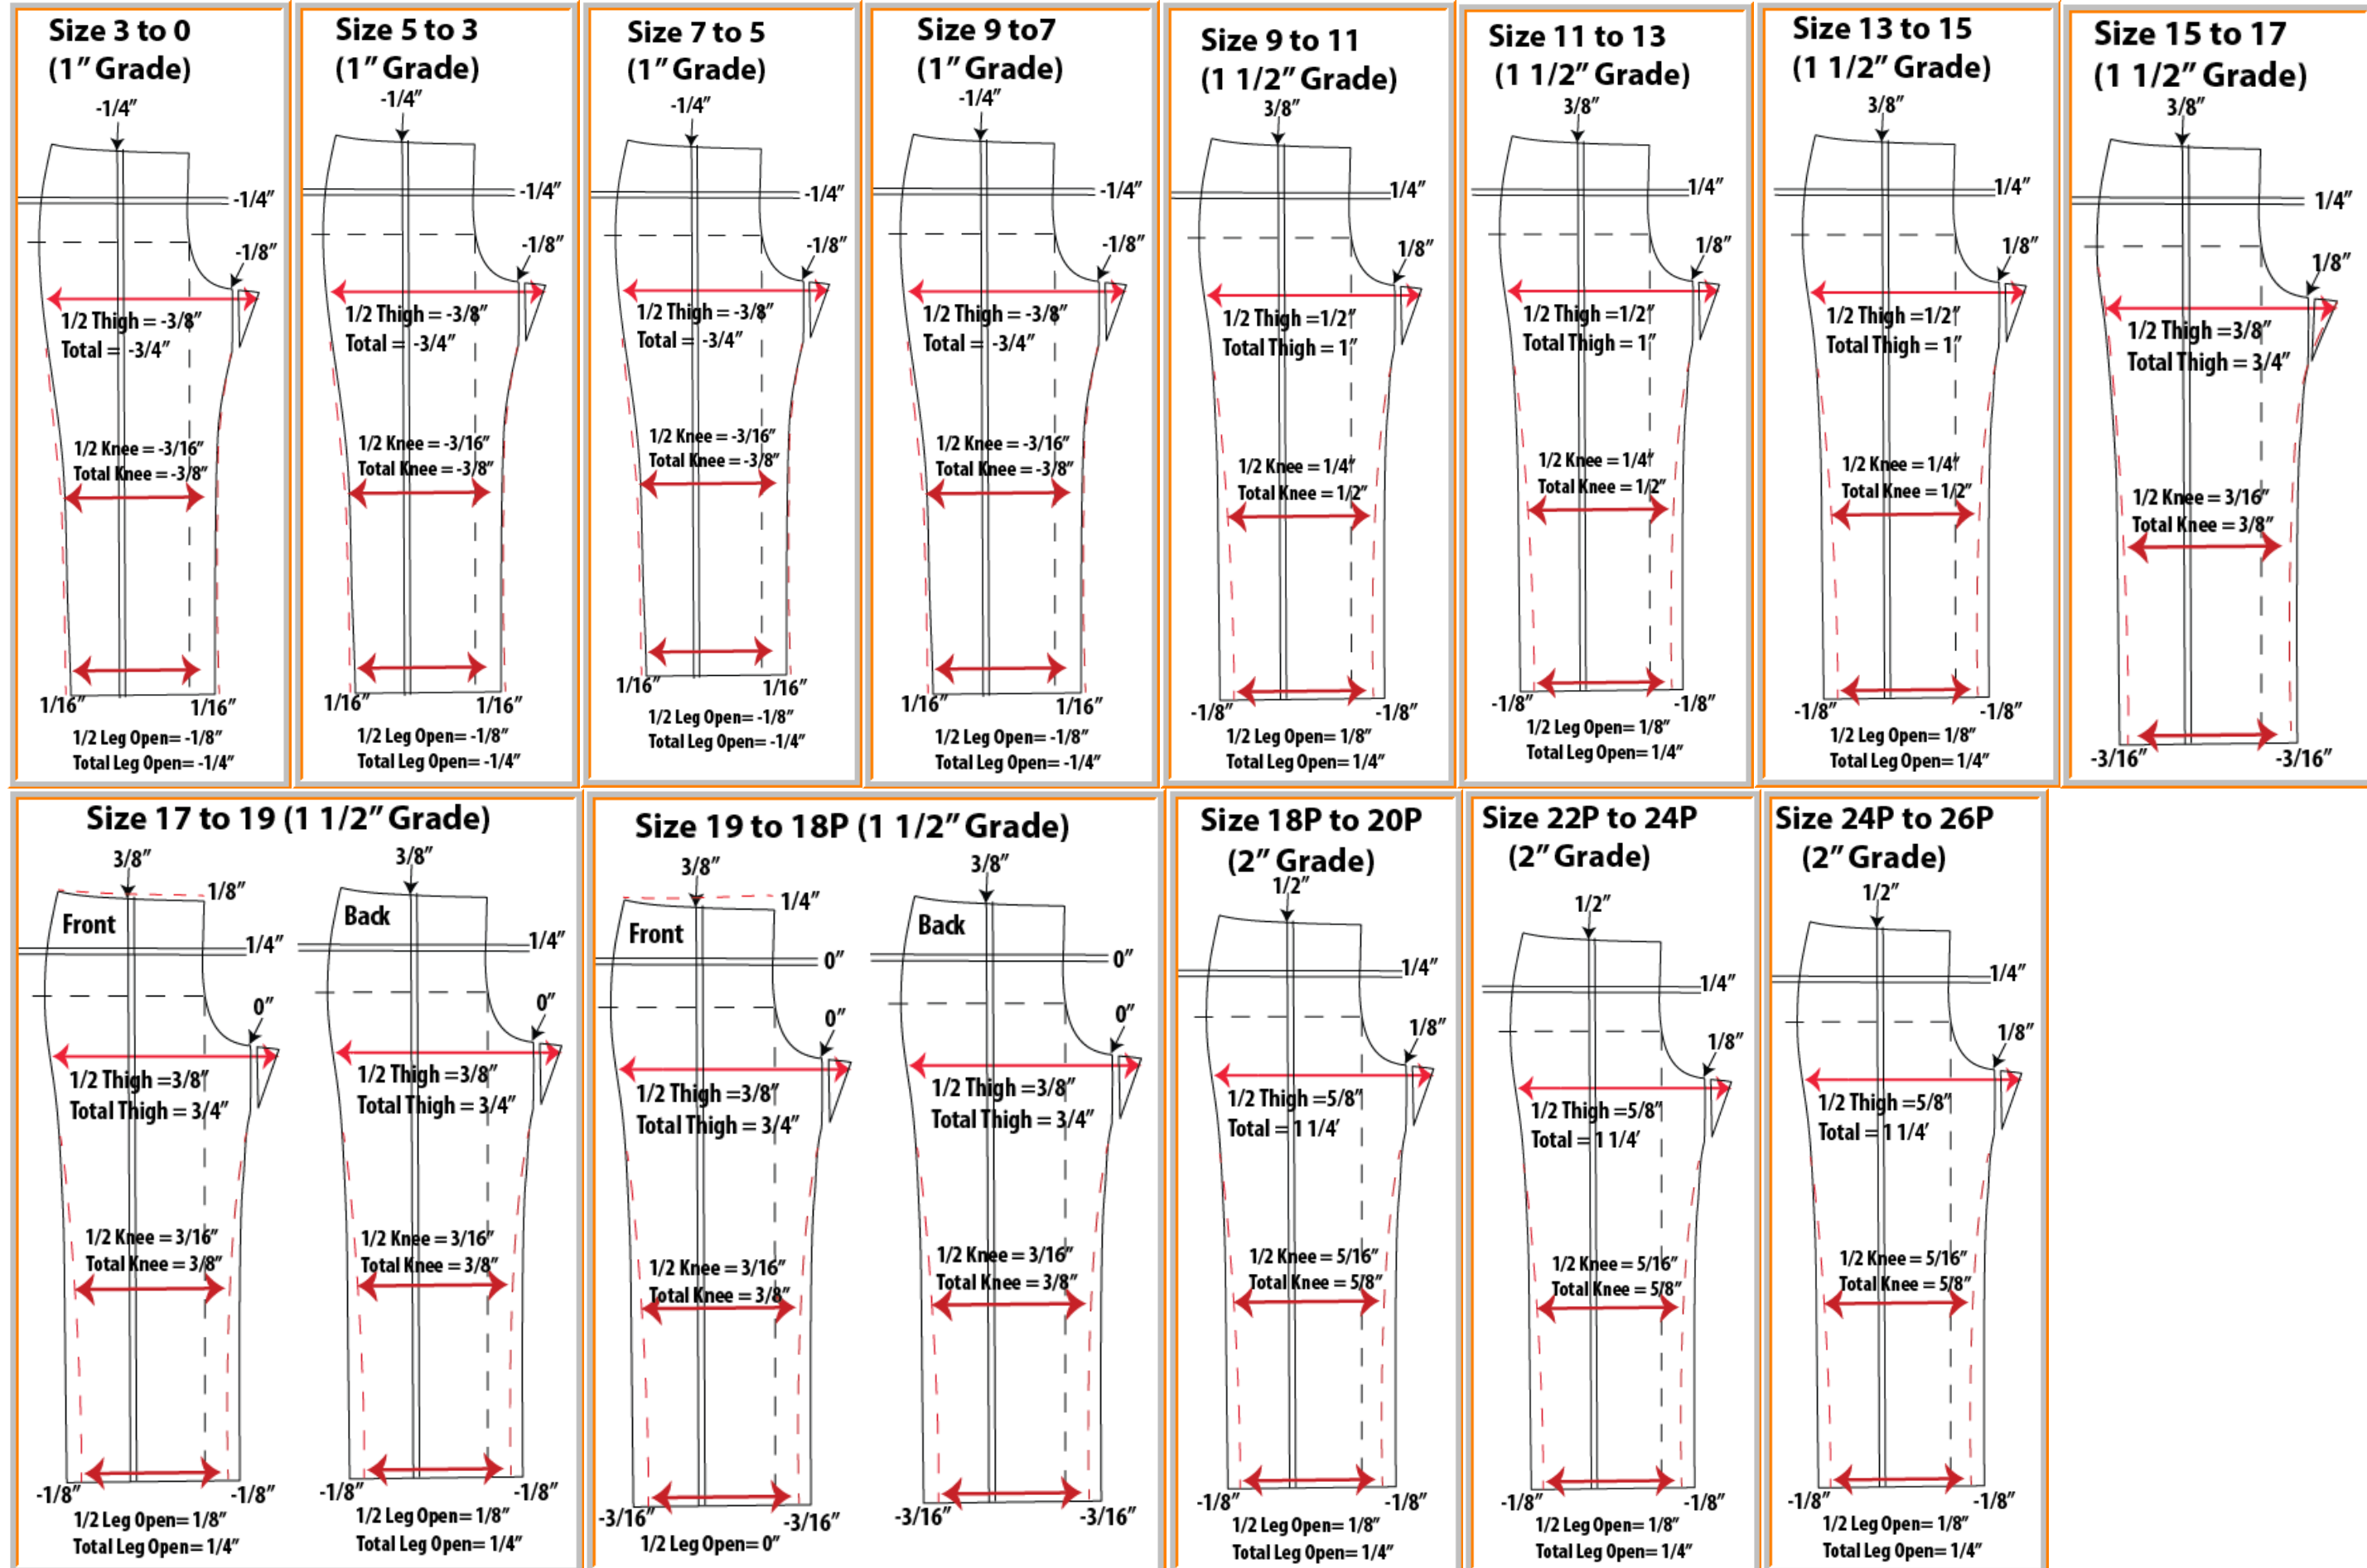 Size 3 to 0
(1” Grade)
-1/4”
-1/4”
-1/8”
1/2 Thigh = -3/8”
Total = -3/4”
1/2 Knee = -3/16”
Total Knee = -3/8”
1/16”
1/16”
1/2 Leg Open= -1/8”
Total Leg Open= -1/4”
Size 5 to 3
(1” Grade)
-1/4”
-1/4”
-1/8”
1/2 Thigh = -3/8”
Total = -3/4”
1/2 Knee = -3/16”
Total Knee = -3/8”
1/16”
1/16”
1/2 Leg Open= -1/8”
Total Leg Open= -1/4”
Size 7 to 5
(1” Grade)
-1/4”
-1/4”
-1/8”
1/2 Thigh = -3/8”
Total = -3/4”
1/2 Knee = -3/16”
Total Knee = -3/8”
1/16”
1/16”
1/2 Leg Open= -1/8”
Total Leg Open= -1/4”
Size 9 to7
(1” Grade)
-1/4”
-1/4”
-1/8”
1/2 Thigh = -3/8”
Total = -3/4”
1/2 Knee = -3/16”
Total Knee = -3/8”
1/16”
1/16”
1/2 Leg Open= -1/8”
Total Leg Open= -1/4”
Size 9 to 11
(1 1/2” Grade)
3/8”
1/4”
1/8”
1/2 Thigh =1/2”
Total Thigh = 1”
1/2 Knee = 1/4”
Total Knee = 1/2”
-1/8”
-1/8”
1/2 Leg Open= 1/8”
Total Leg Open= 1/4”
Size 11 to 13
(1 1/2” Grade)
3/8”
1/4”
1/8”
1/2 Thigh =1/2”
Total Thigh = 1”
1/2 Knee = 1/4”
Total Knee = 1/2”
-1/8”
-1/8”
1/2 Leg Open= 1/8”
Total Leg Open= 1/4”
Size 13 to 15
(1 1/2” Grade)
3/8”
1/4”
1/8”
1/2 Thigh =1/2”
Total Thigh = 1”
1/2 Knee = 1/4”
Total Knee = 1/2”
-1/8”
-1/8”
1/2 Leg Open= 1/8”
Total Leg Open= 1/4”
Size 15 to 17
(1 1/2” Grade)
3/8”
1/4”
1/8”
1/2 Thigh =3/8”
Total Thigh = 3/4”
1/2 Knee = 3/16”
Total Knee = 3/8”
-3/16”
-3/16”
Size 17 to 19 (1 1/2” Grade)
3/8”
1/8”
Front
1/4”
0”
1/2 Thigh =3/8”
Total Thigh = 3/4”
1/2 Knee = 3/16”
Total Knee = 3/8”
-1/8”
-1/8”
1/2 Leg Open= 1/8”
Total Leg Open= 1/4”
3/8”
Back
1/4”
0”
1/2 Thigh =3/8”
Total Thigh = 3/4”
1/2 Knee = 3/16”
Total Knee = 3/8”
-1/8”
-1/8”
1/2 Leg Open= 1/8”
Total Leg Open= 1/4”
Size 19 to 18P (1 1/2” Grade)
3/8”
1/4”
Front
0”
0”
1/2 Thigh =3/8”
Total Thigh = 3/4”
1/2 Knee = 3/16”
Total Knee = 3/8”
-3/16”
-3/16”
1/2 Leg Open= 0”
3/8”
Back
0”
0”
1/2 Thigh =3/8”
Total Thigh = 3/4”
1/2 Knee = 3/16”
Total Knee = 3/8”
-3/16”
-3/16”
Size 18P to 20P
(2” Grade)
1/2”
1/4”
1/8”
1/2 Thigh =5/8”
Total = 1 1/4’
1/2 Knee = 5/16”
Total Knee = 5/8”
-1/8”
-1/8”
1/2 Leg Open= 1/8”
Total Leg Open= 1/4”
Size 22P to 24P
(2” Grade)
1/2”
1/4”
1/8”
1/2 Thigh =5/8”
Total = 1 1/4’
1/2 Knee = 5/16”
Total Knee = 5/8”
-1/8”
-1/8”
1/2 Leg Open= 1/8”
Total Leg Open= 1/4”
Size 24P to 26P
(2” Grade)
1/2”
1/4”
1/8”
1/2 Thigh =5/8”
Total = 1 1/4’
1/2 Knee = 5/16”
Total Knee = 5/8”
-1/8”
-1/8”
1/2 Leg Open= 1/8”
Total Leg Open= 1/4”